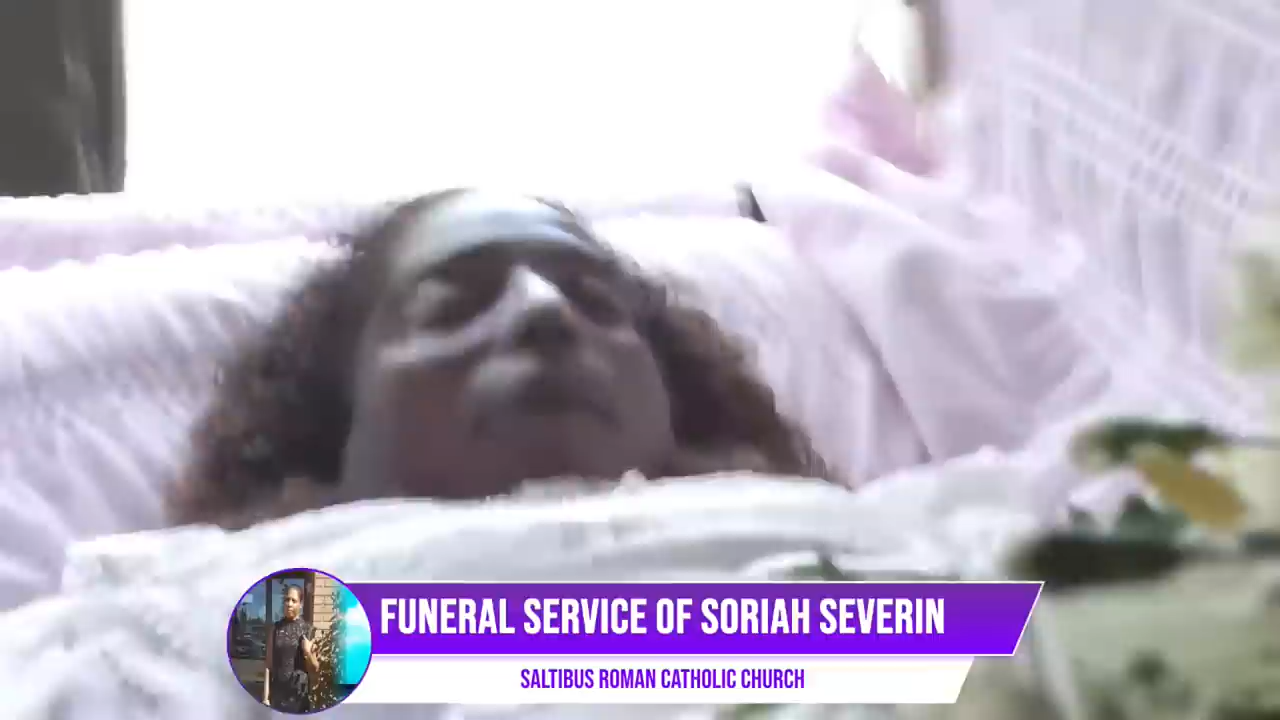 FUNERAL SERVICE OF SORIAH SEVERIN
SALTIBUS ROMAN CATHOLIC CHURCH